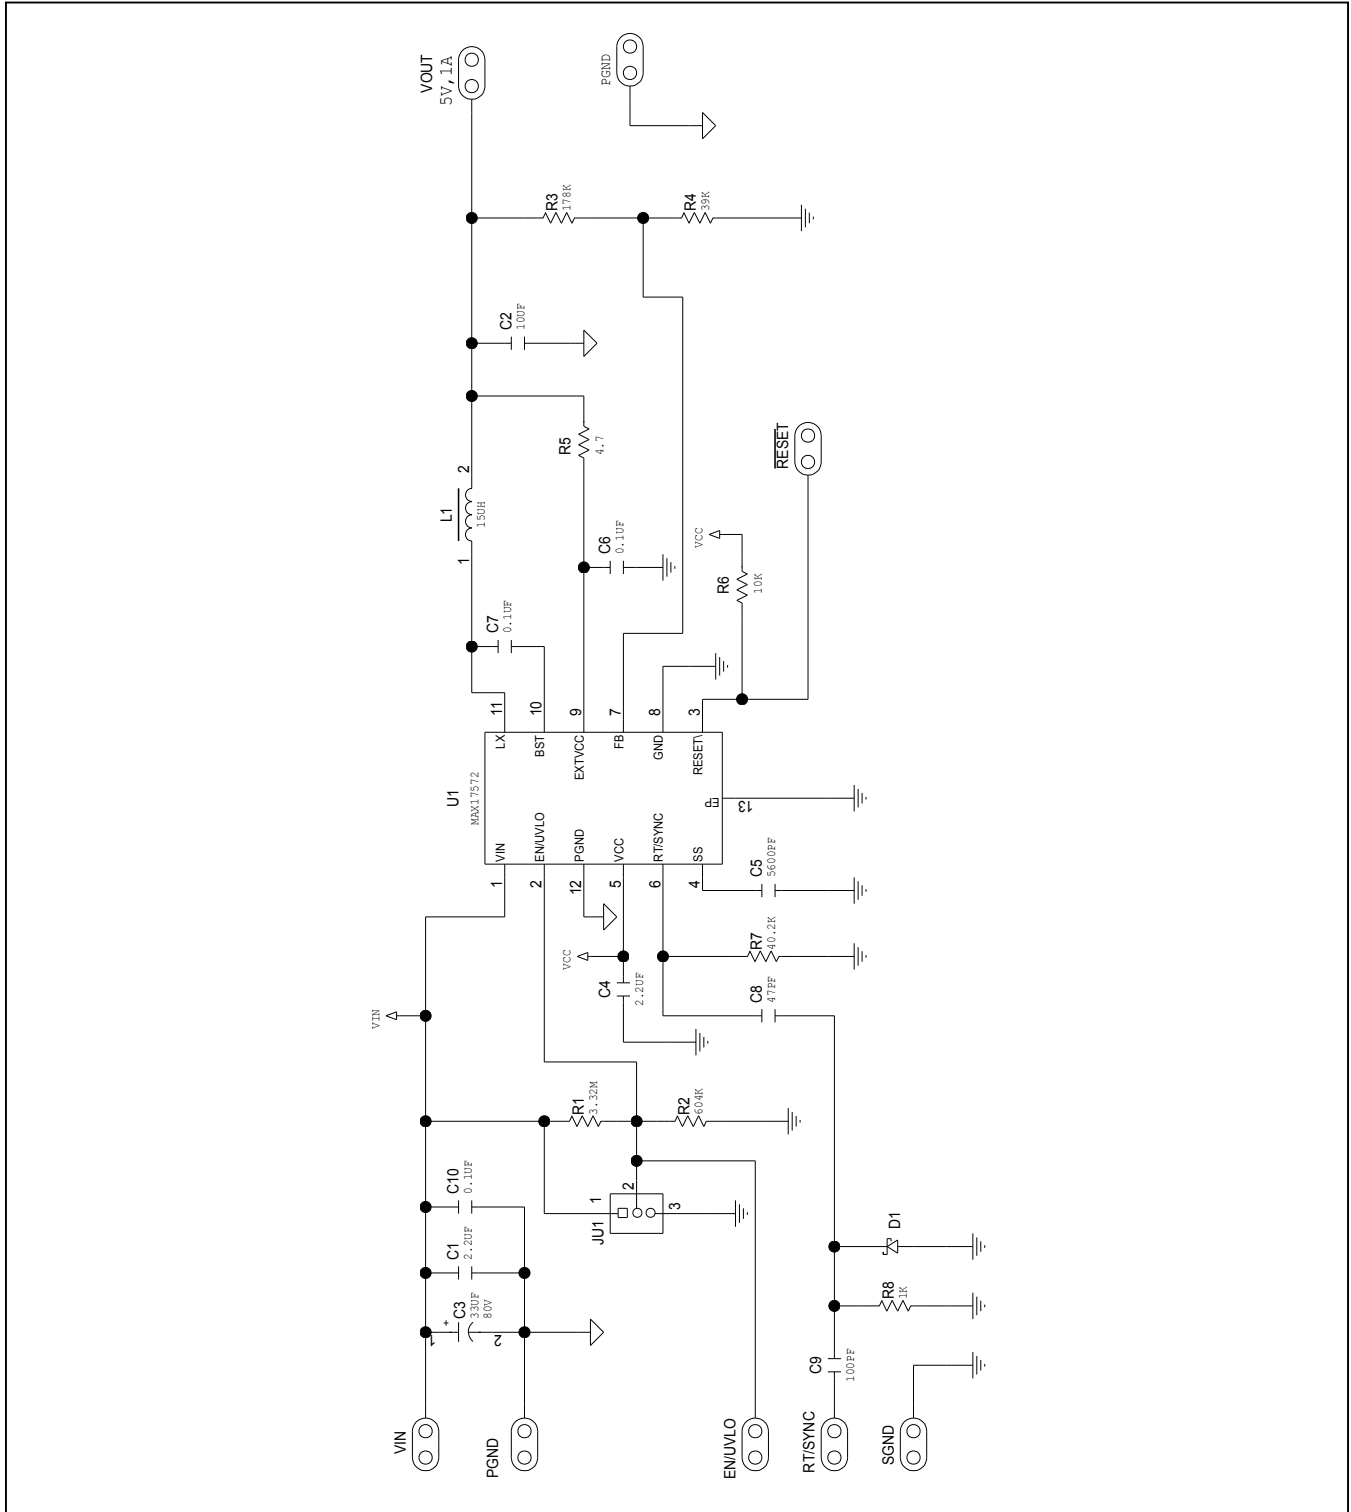 VIN
PGND
EN/UVLO
RT/SYNC
SGND
1
+
C3
33UF
80V
2
C1
2.2UF
C10
0.1UF
JU1
1
2
3
R1
3.32M
R2
604K
C9
100PF
R8
1K
D1
VIN
VCC
C4
2.2UF
C8
47PF
R7
40.2K
C5
5600PF
U1
MAX17572
1
VIN
2
EN/UVLO
12
PGND
5
VCC
6
RT/SYNC
4
SS
LX
11
BST
10
EXTVCC
9
FB
7
GND
8
RESET\
3
EP
13
C7
0.1UF
1
L1
15UH
2
C6
0.1UF
R5
4.7
R6
10K
VCC
RESET
C2
10UF
R3
178K
R4
39K
VOUT
5V,1A
PGND